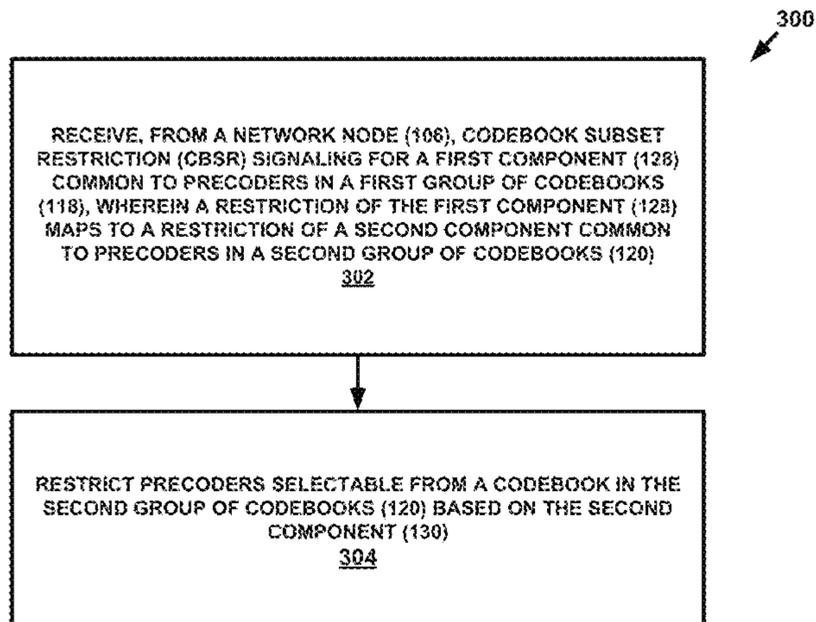 300
RECEIVE, FROM A NETWORK NODE (106), CODEBOOK SUBSET
RESTRICTION (CBSR) SIGNALING FOR A FIRST COMPONENT (128)
COMMON TO PRECODERS IN A FIRST GROUP OF CODEBOOKS
(118), WHEREIN A RESTRICTION OF THE FIRST COMPONENT (128)
MAPS TO A RESTRICTION OF A SECOND COMPONENT COMMON
TO PRECODERS IN A SECOND GROUP OF CODEBOOKS (120)
302
RESTRICT PRECODERS SELECTABLE FROM A CODEBOOK IN THE
SECOND GROUP OF CODEBOOKS (120) BASED ON THE SECOND
COMPONENT (130)
304